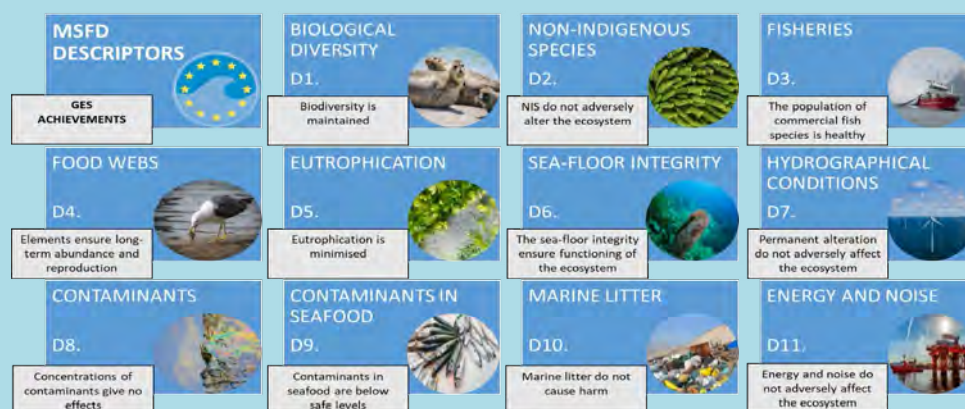 MSFD
DESCRIPTORS
GES
ACHIEVEMENTS
BIOLOGICAL
DIVERSITY
D1.
Biodiversity is
maintained
NON-INDIGENOUS
SPECIES
D2.
NIS do not adversely
alter the ecosystem
FISHERIES
D3.
The population of
commercial fish
species is healthy
FOOD WEBS
D4.
Elements ensure long-
term abundance and
reproduction
EUTROPHICATION
D5.
Eutrophication is
minimised
SEA-FLOOR INTEGRITY
D6.
The sea-floor integrity
ensure functioning of
the ecosystem
HYDROGRAPHICAL
CONDITIONS
D7.
Permanent alteration
do not adversely affect
the ecosystem
CONTAMINANTS
D8.
Concentrations of
contaminants give no
effects
CONTAMINANTS IN
SEAFOOD
D9.
Contaminants in
seafood are below
safe levels
MARINE LITTER
D10.
Marine litter do not
cause harm
ENERGY AND NOISE
D11.
Energy and noise do
not adversely affect
the ecosystem